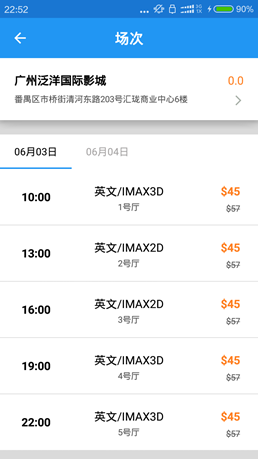 22:52
90%
场次
广州泛洋国际影城
0.0
番禺区市桥街清河东路203号汇珑商业中心6楼
06月03日
06月04日
10:00
英文/IMAX3D
$45
1号厅
$57
13:00
英文/IMAX2D
$45
2号厅
$57
16:00
英文/IMAX2D
$45
3号厅
$57
19:00
英文/IMAX3D
$45
4号厅
$57
22:00
英文/IMAX3D
$45
5号厅
$57